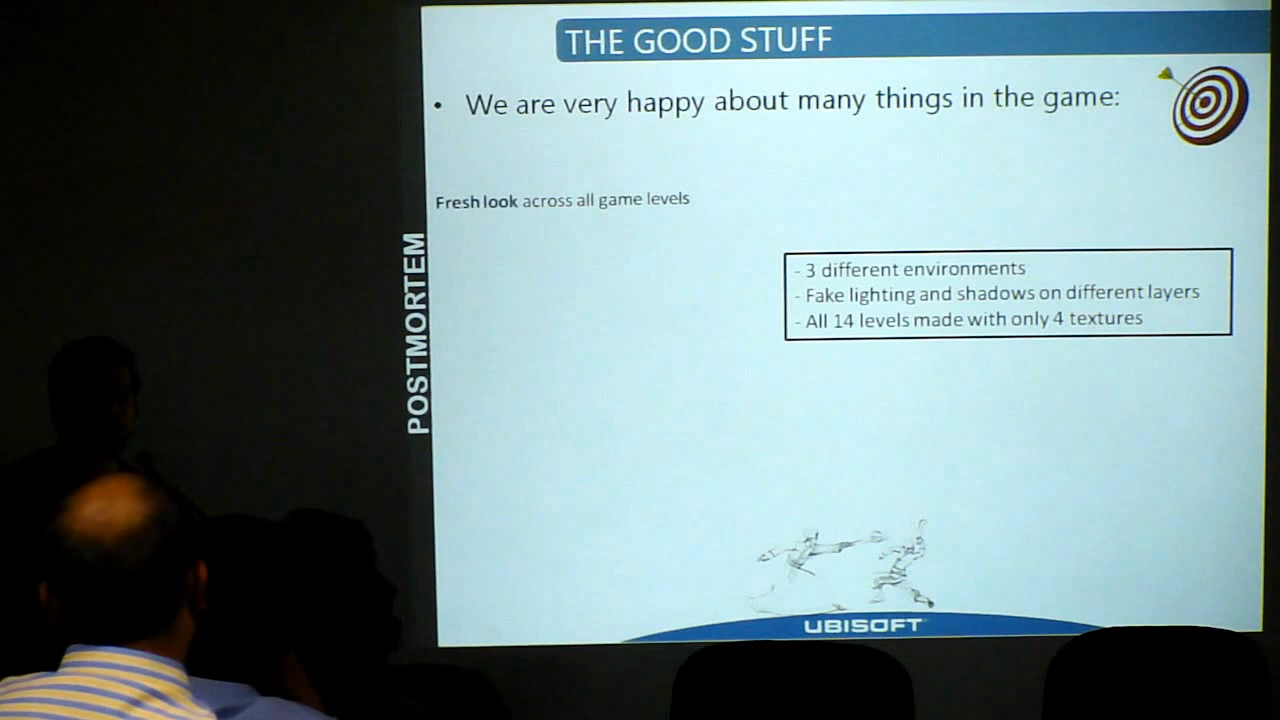 THE GOOD STUFF
• We are very happy about many things in the game:
Fresh look across all game levels
- 3 different environments
- Fake lighting and shadows on different layers
- All 14 levels made with only 4 textures
POSTMORTEM
UBISOFT